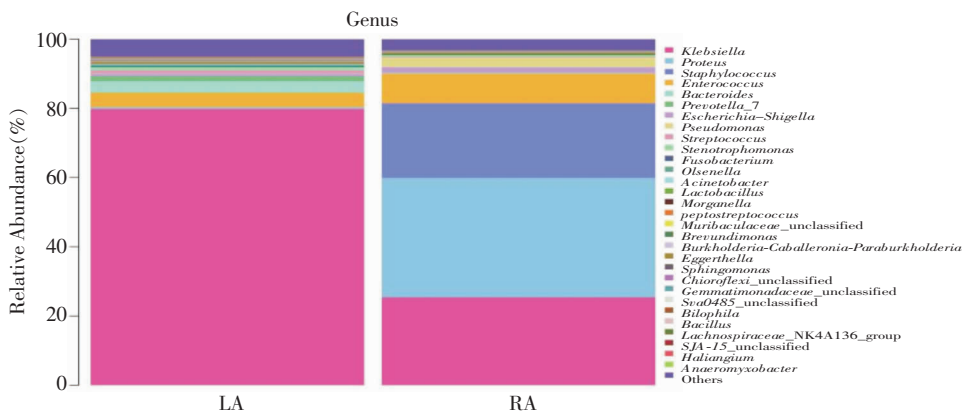 Genus
100
80
60
40
20
0
Relative Abundance(%)
LA
RA
Klebsiella
Proteus
Staphylococcus
Enterococcus
Bacteroides
Prevotella_7
Escherichia-Shigella
Pseudomonas
Streptococcus
Stenotrophomonas
Fusobacterium
Olsenella
Acinetobacter
Lactobacillus
Morganella
peptostreptococcus
Muribaculaceae_unclassified
Brevundimonas
Burkholderia-Caballeronia-Paraburkholderia
Eggerthella
Sphingomonas
Chioroflexi_unclassified
Gemmatimonadaceae_unclassified
Sva0485_unclassified
Bilophila
Bacillus
Lachnospiraceae_NK4A136_group
SJA-15_unclassified
Haliangium
Anaeromyxobacter
Others